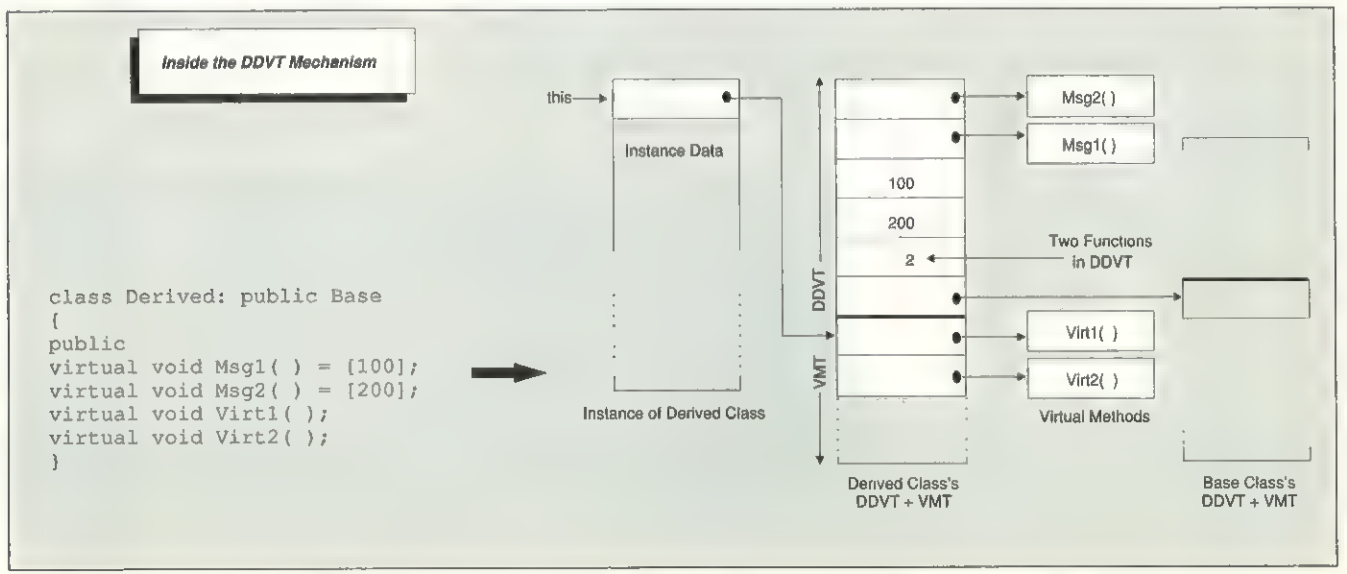 Inside the DDVT Mechanism
class Derived: public Base
{
public
virtual void Msg1( ) = [100];
virtual void Msg2( ) = [200];
virtual void Virt1( );
virtual void Virt2( );
}
this
Instance Data
Instance of Derived Class
DDVT
VMT
100
200
2
Derived Class's
DDVT + VMT
Msg2( )
Msg1( )
Two Functions
in DDVT
Virt1( )
Virt2( )
Virtual Methods
Base Class's
DDVT + VMT